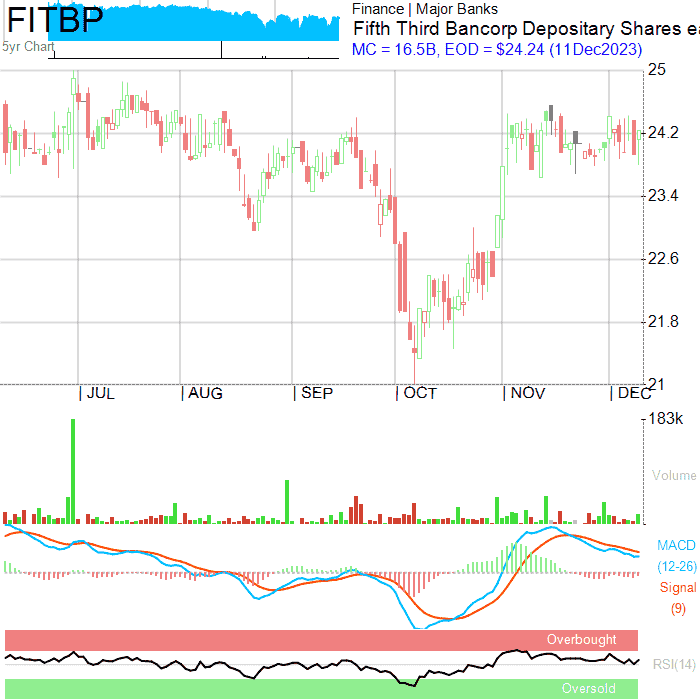 FITBP
5yr Chart
Finance | Major Banks
Fifth Third Bancorp Depositary Shares ea
MC = 16.5B, EOD = $24.24 (11Dec2023)
25
24.2
23.4
22.6
21.8
21
| JUL | AUG | SEP | OCT | NOV | DEC
183k
Volume
MACD
(12-26)
Signal
(9)
Overbought
RSI(14)
Oversold